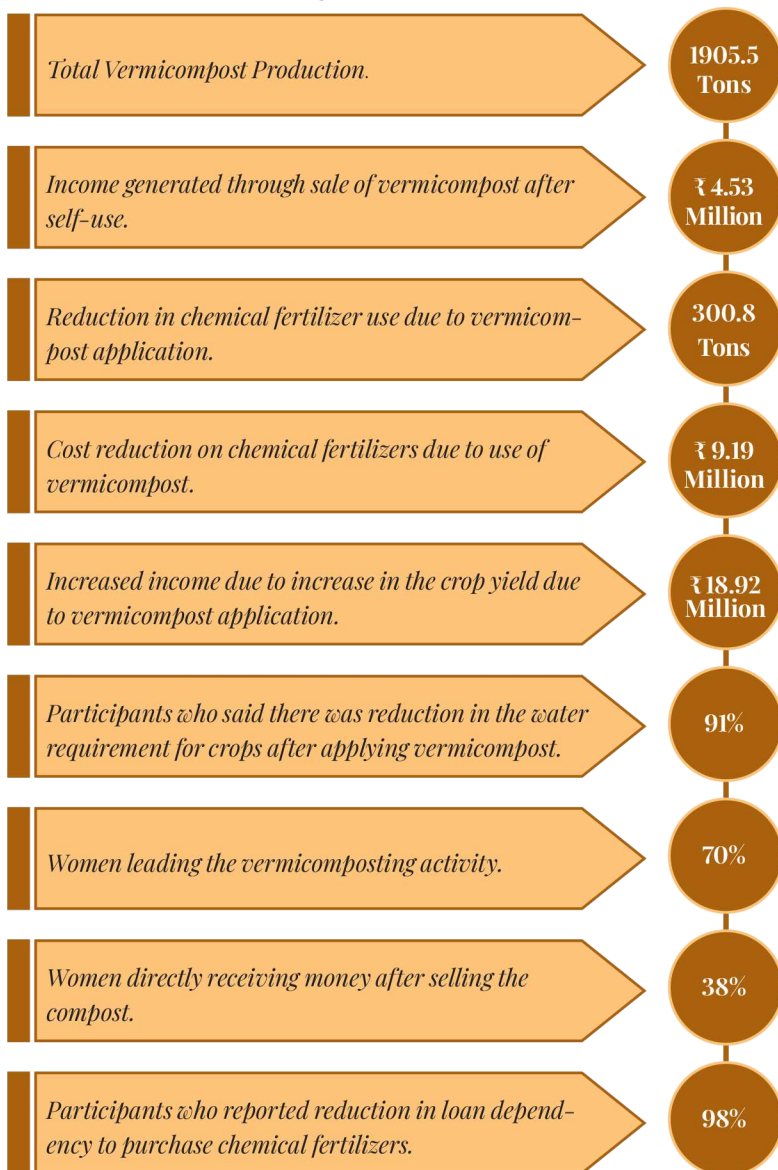 Total Vermicompost Production.
1905.5
Tons
Income generated through sale of vermicompost after
self-use.
₹ 4.53
Million
Reduction in chemical fertilizer use due to vermicom-
post application.
300.8
Tons
Cost reduction on chemical fertilizers due to use of
vermicompost.
₹ 9.19
Million
Increased income due to increase in the crop yield due
to vermicompost application.
₹ 18.92
Million
Participants who said there was reduction in the water
requirement for crops after applying vermicompost.
91%
Women leading the vermicomposting activity.
70%
Women directly receiving money after selling the
compost.
38%
Participants who reported reduction in loan depend-
ency to purchase chemical fertilizers.
98%